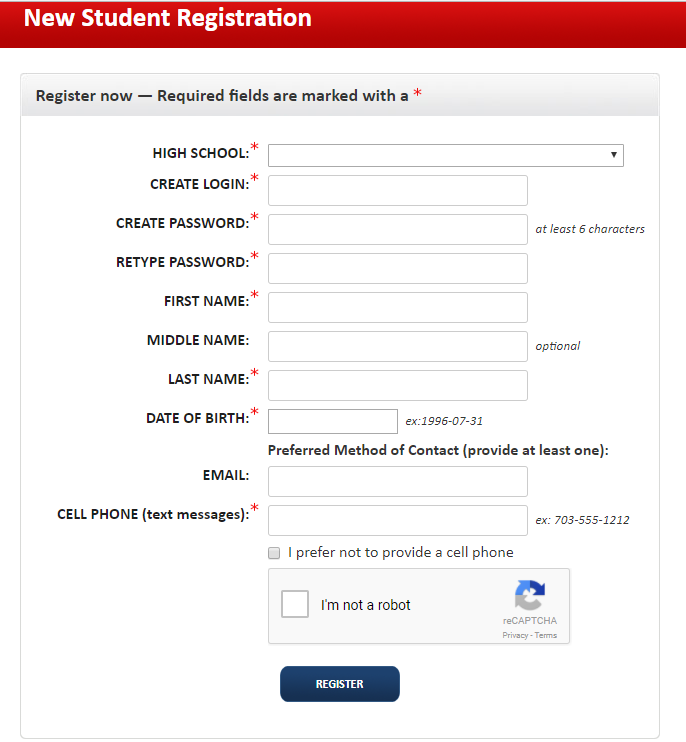 New Student Registration
Register now — Required fields are marked with a *
HIGH SCHOOL:*
CREATE LOGIN:*
CREATE PASSWORD:* at least 6 characters
RETYPE PASSWORD:*
FIRST NAME:*
MIDDLE NAME: optional
LAST NAME:*
DATE OF BIRTH:* ex:1996-07-31
Preferred Method of Contact (provide at least one):
EMAIL:
CELL PHONE (text messages):* ex: 703-555-1212
I prefer not to provide a cell phone
I'm not a robot
reCAPTCHA
Privacy - Terms
REGISTER